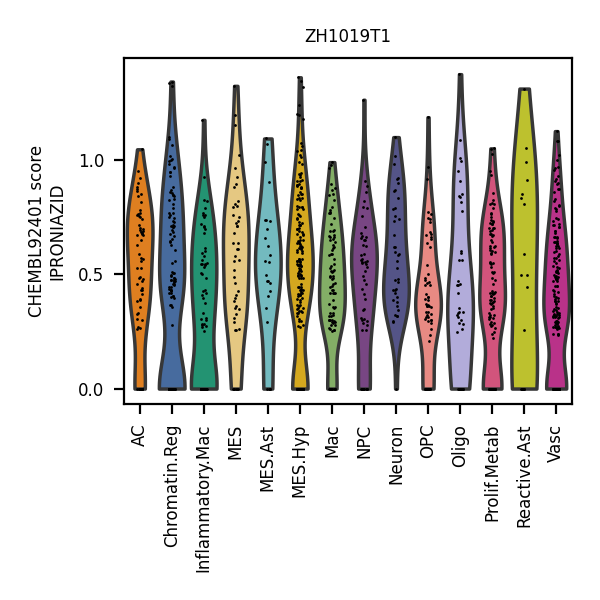 ZH1019T1
CHEMBL92401 score
IPRONIAZID
1.0
0.5
0.0
AC
Chromatin.Reg
Inflammatory.Mac
MES
MES.Ast
MES.Hyp
Mac
NPC
Neuron
OPC
Oligo
Prolif.Metab
Reactive.Ast
Vasc